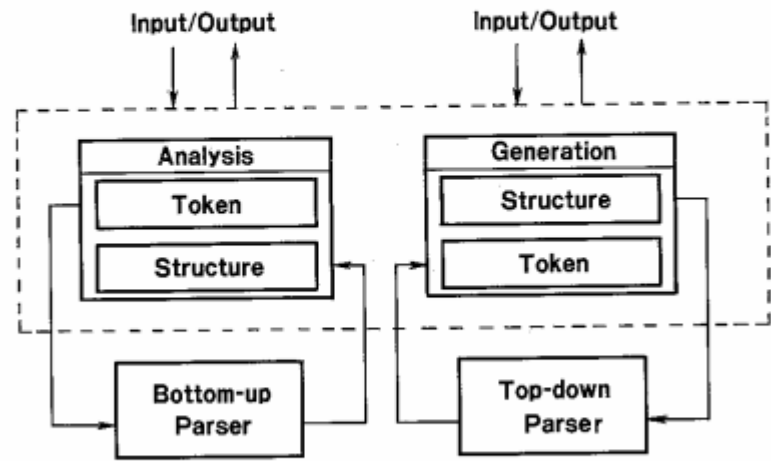 Input/Output
Input/Output
Analysis
Token
Structure
Generation
Structure
Token
Bottom-up
Parser
Top-down
Parser